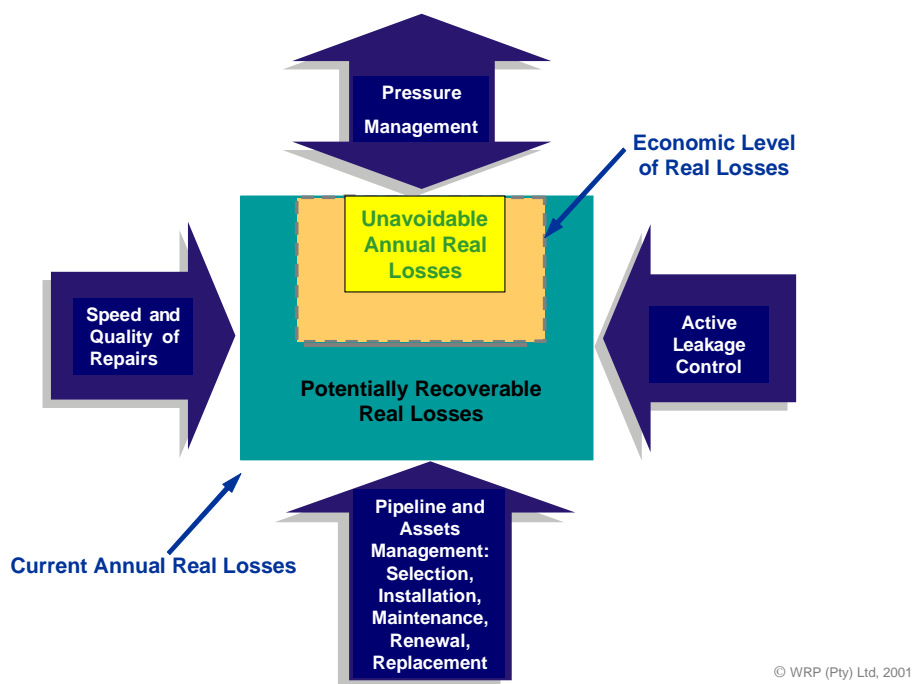 Pressure
Management
Economic Level
of Real Losses
Unavoidable
Annual Real
Losses
Speed and
Quality of
Repairs
Active
Leakage
Control
Potentially Recoverable
Real Losses
Current Annual Real Losses
Pipeline and
Assets
Management:
Selection,
Installation,
Maintenance,
Renewal,
Replacement
© WRP (Pty) Ltd, 2001